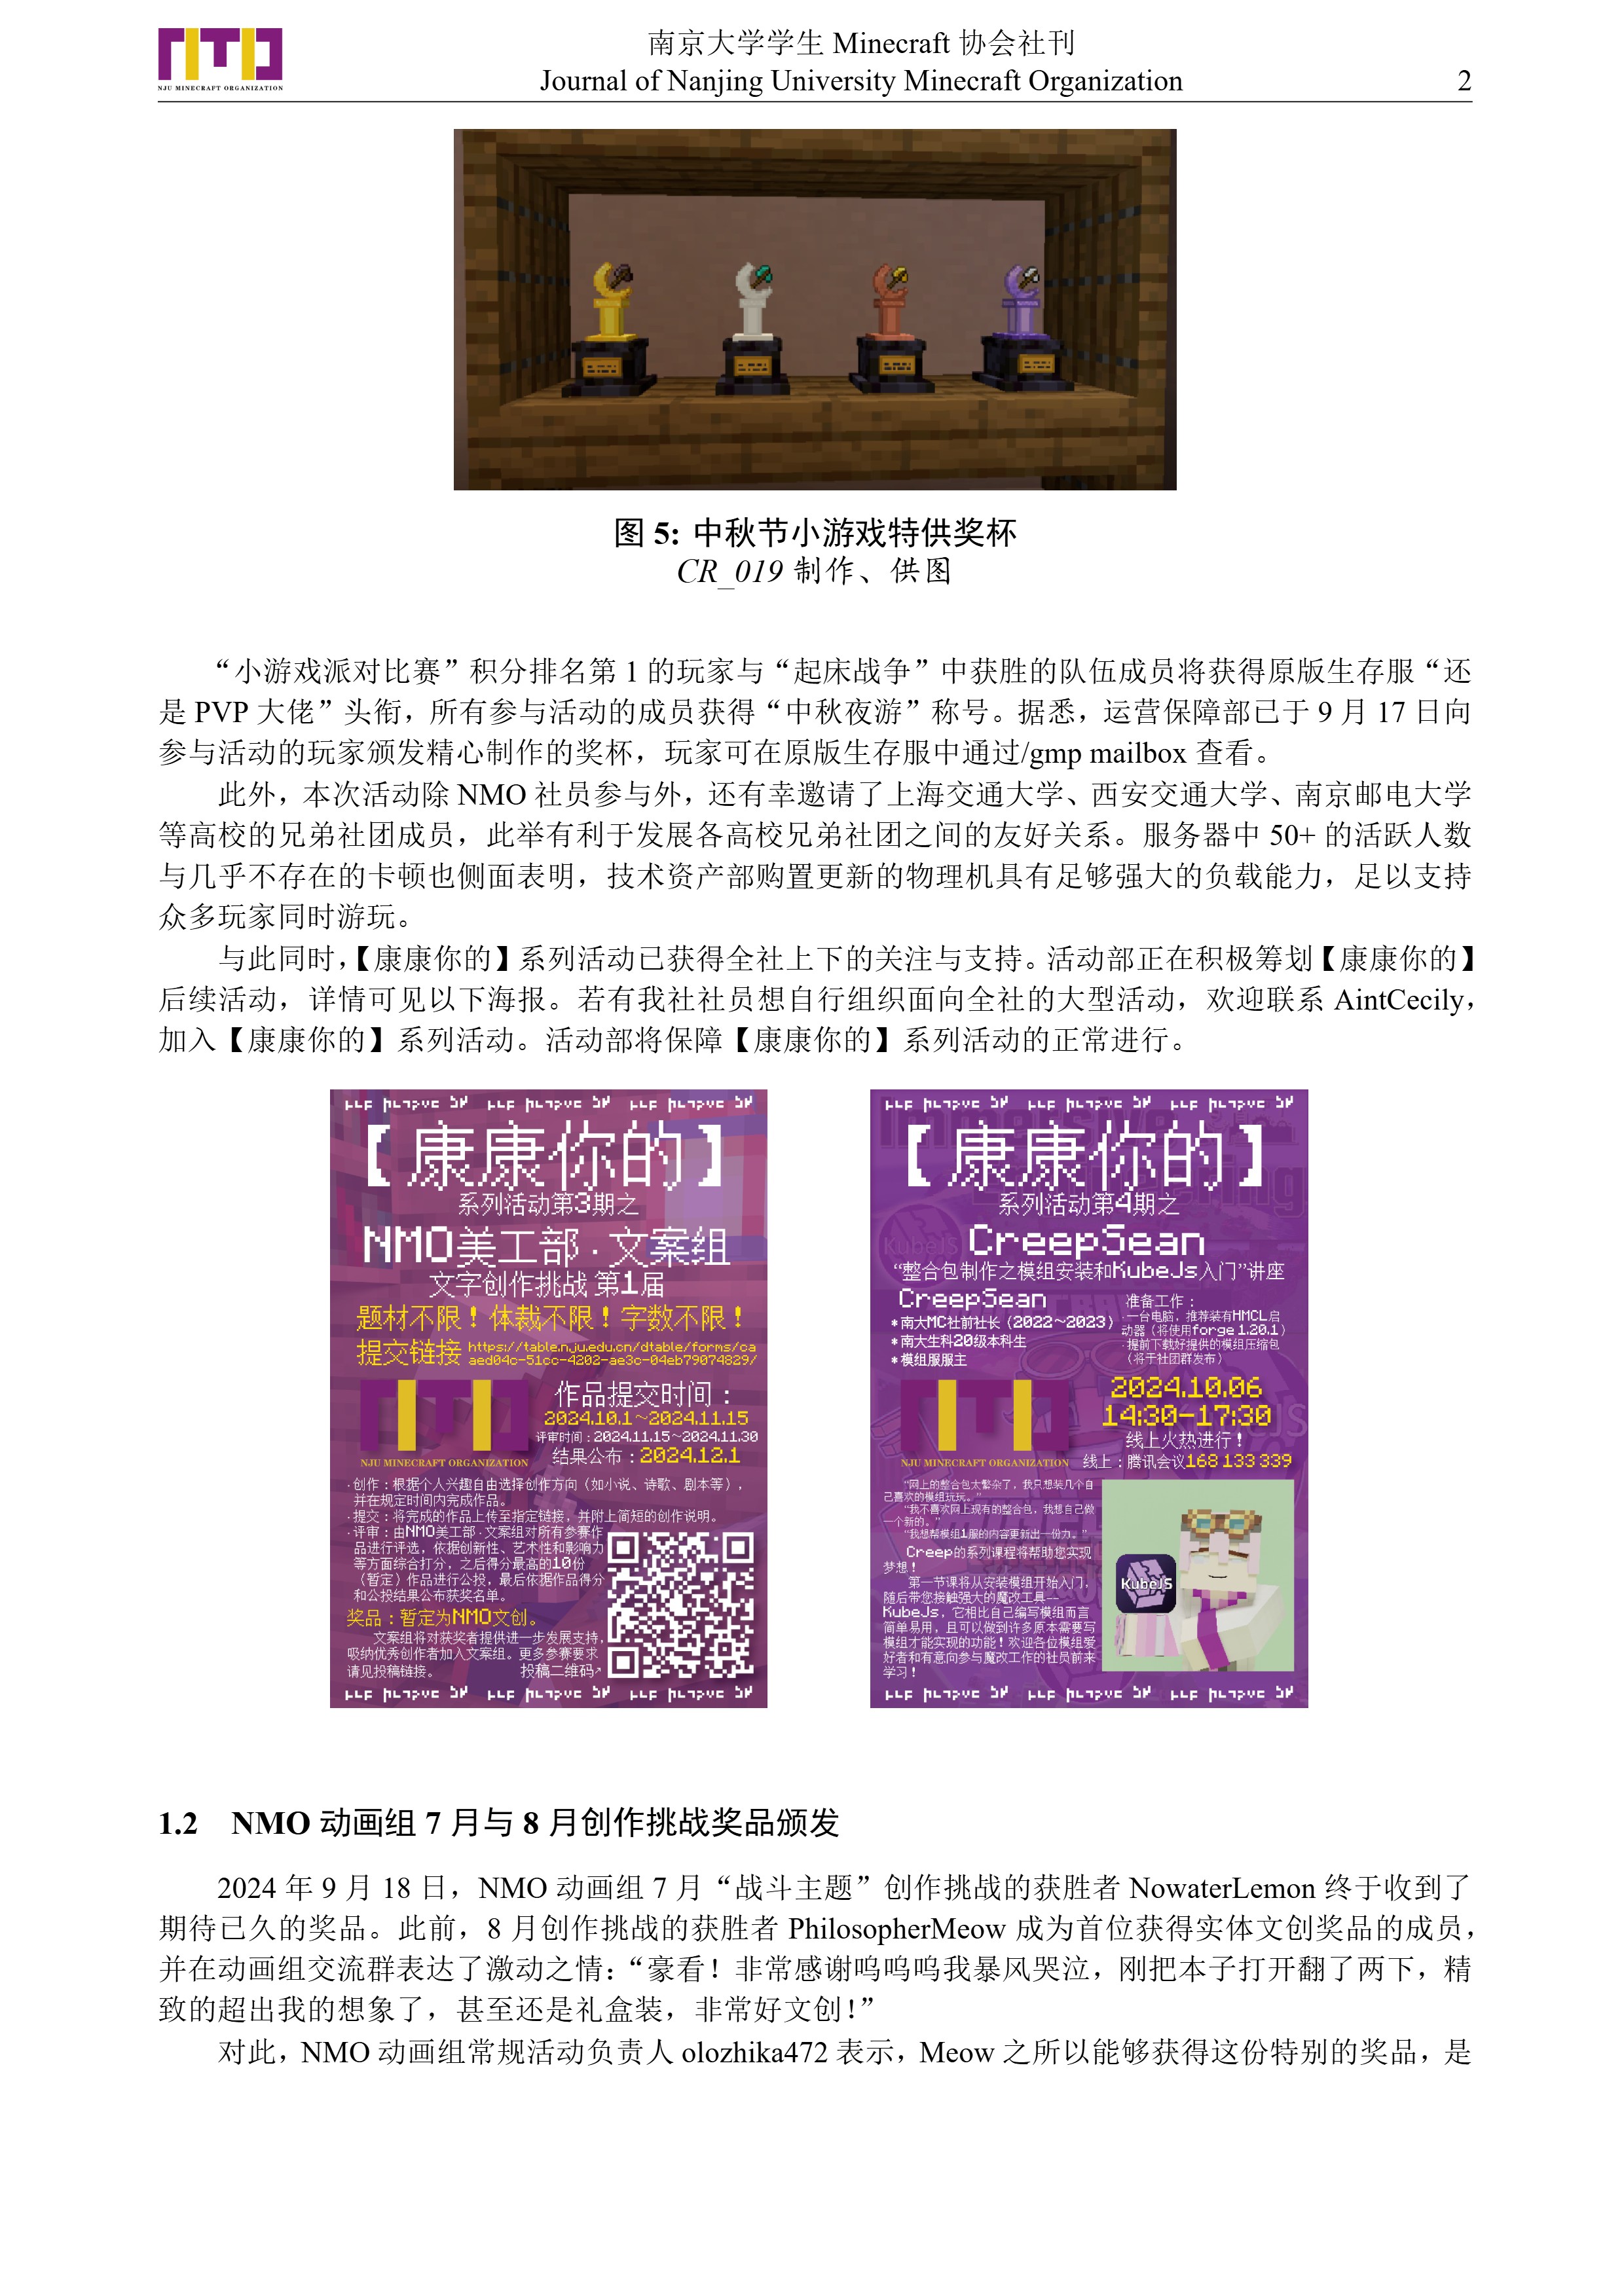 NJU MINECRAFT ORGANIZATION
南京大学学生 Minecraft 协会社刊
Journal of Nanjing University Minecraft Organization
2
图 5: 中秋节小游戏特供奖杯
CR_019 制作、供图
“小游戏派对比赛”积分排名第 1 的玩家与“起床战争”中获胜的队伍成员将获得原版生存服“还
是 PVP 大佬”头衔，所有参与活动的成员获得“中秋夜游”称号。据悉，运营保障部已于 9 月 17 日向
参与活动的玩家颁发精心制作的奖杯，玩家可在原版生存服中通过/gmp mailbox 查看。
此外，本次活动除 NMO 社员参与外，还有幸邀请了上海交通大学、西安交通大学、南京邮电大学
等高校的兄弟社团成员，此举有利于发展各高校兄弟社团之间的友好关系。服务器中 50+ 的活跃人数
与几乎不存在的卡顿也侧面表明，技术资产部购置更新的物理机具有足够强大的负载能力，足以支持
众多玩家同时游玩。
与此同时，【康康你的】系列活动已获得全社上下的关注与支持。活动部正在积极筹划【康康你的】
后续活动，详情可见以下海报。若有我社社员想自行组织面向全社的大型活动，欢迎联系 AintCecily，
加入【康康你的】系列活动。活动部将保障【康康你的】系列活动的正常进行。
【康康你的】
系列活动第3期之
NMO美工部·文案组
文字创作挑战 第1届
题材不限！体裁不限！字数不限！
提交链接 https://table.nju.edu.cn/dtable/forms/ca
aed04c-51cc-4202-ae3c-04eb79074829/
NJU MINECRAFT ORGANIZATION
作品提交时间：
2024.10.1~2024.11.15
评审时间：2024.11.15~2024.11.30
结果公布：2024.12.1
·创作：根据个人兴趣自由选择创作方向（如小说、诗歌、剧本等），
并在规定时间内完成作品。
·提交：将完成的作品上传至指定链接，并附上简短的创作说明。
·评审：由NMO美工部·文案组对所有参赛作
品进行评选，依据创新性、艺术性和影响力
等方面综合打分，之后得分最高的10份
（暂定）作品进行公投，最后依据作品得分
和公投结果公布获奖名单。
奖品：暂定为NMO文创。
文案组将对获奖者提供进一步发展支持，
吸纳优秀创作者加入文案组。更多参赛要求
请见投稿链接。
投稿二维码↗
【康康你的】
系列活动第4期之
CreepSean
“整合包制作之模组安装和KubeJs入门”讲座
CreepSean
*南大MC社前社长（2022~2023）
*南大生科20级本科生
*模组服服主
准备工作：
·一台电脑，推荐装有HMCL启
动器（将使用forge 1.20.1）
·提前下载好提供的模组压缩包
（将于社团群发布）
NJU MINECRAFT ORGANIZATION
2024.10.06
14:30-17:30
线上火热进行！
线上：腾讯会议168 133 339
“网上的整合包太繁杂了，我只想装几个自
己喜欢的模组玩玩。”
“我不喜欢网上现有的整合包，我想自己做
一个新的。”
“我想帮模组1服的内容更新出一份力。”
Creep的系列课程将帮助您实现
梦想！
第一节课将从安装模组开始入门，
随后带您接触强大的魔改工具——
KubeJs，它相比自己编写模组而言
简单易用，且可以做到许多原本需要写
模组才能实现的功能！欢迎各位模组爱
好者和有意向参与魔改工作的社员前来
学习！
KubeJS
1.2 NMO 动画组 7 月与 8 月创作挑战奖品颁发
2024 年 9 月 18 日，NMO 动画组 7 月“战斗主题”创作挑战的获胜者 NowaterLemon 终于收到了
期待已久的奖品。此前，8 月创作挑战的获胜者 PhilosopherMeow 成为首位获得实体文创奖品的成员，
并在动画组交流群表达了激动之情：“豪看！非常感谢呜呜呜我暴风哭泣，刚把本子打开翻了两下，精
致的超出我的想象了，甚至还是礼盒装，非常好文创！”
对此，NMO 动画组常规活动负责人 olozhika472 表示，Meow 之所以能够获得这份特别的奖品，是